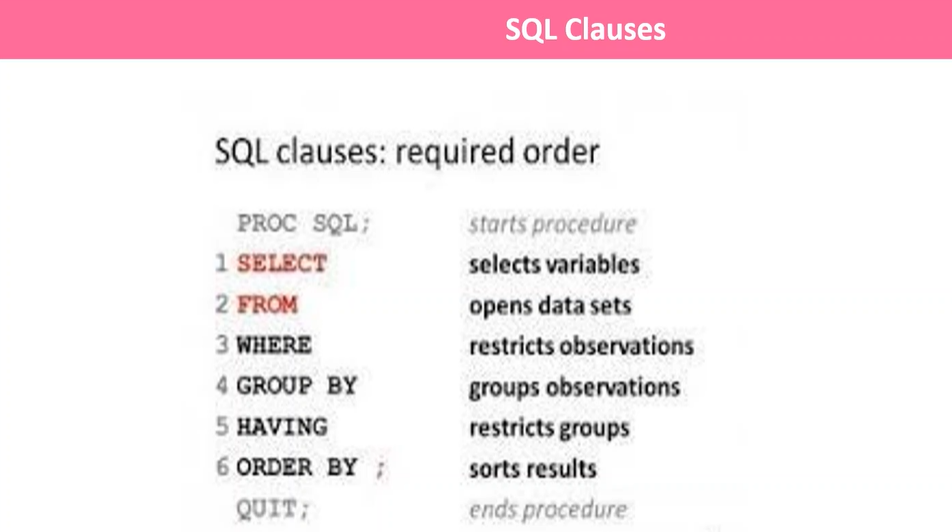 SQL Clauses
SQL clauses: required order
PROC SQL; starts procedure
1 SELECT selects variables
2 FROM opens data sets
3 WHERE restricts observations
4 GROUP BY groups observations
5 HAVING restricts groups
6 ORDER BY ; sorts results
QUIT; ends procedure